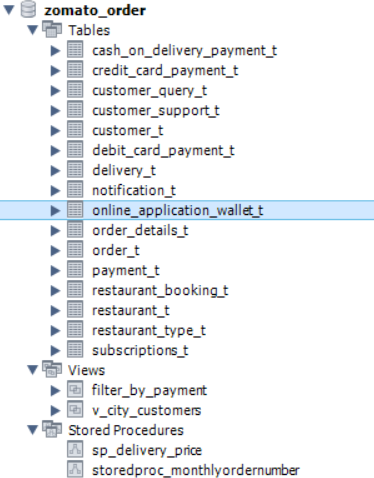 zomato_order
Tables
cash_on_delivery_payment_t
credit_card_payment_t
customer_query_t
customer_support_t
customer_t
debit_card_payment_t
delivery_t
notification_t
online_application_wallet_t
order_details_t
order_t
payment_t
restaurant_booking_t
restaurant_t
restaurant_type_t
subscriptions_t
Views
filter_by_payment
v_city_customers
Stored Procedures
sp_delivery_price
storedproc_monthlyordernumber